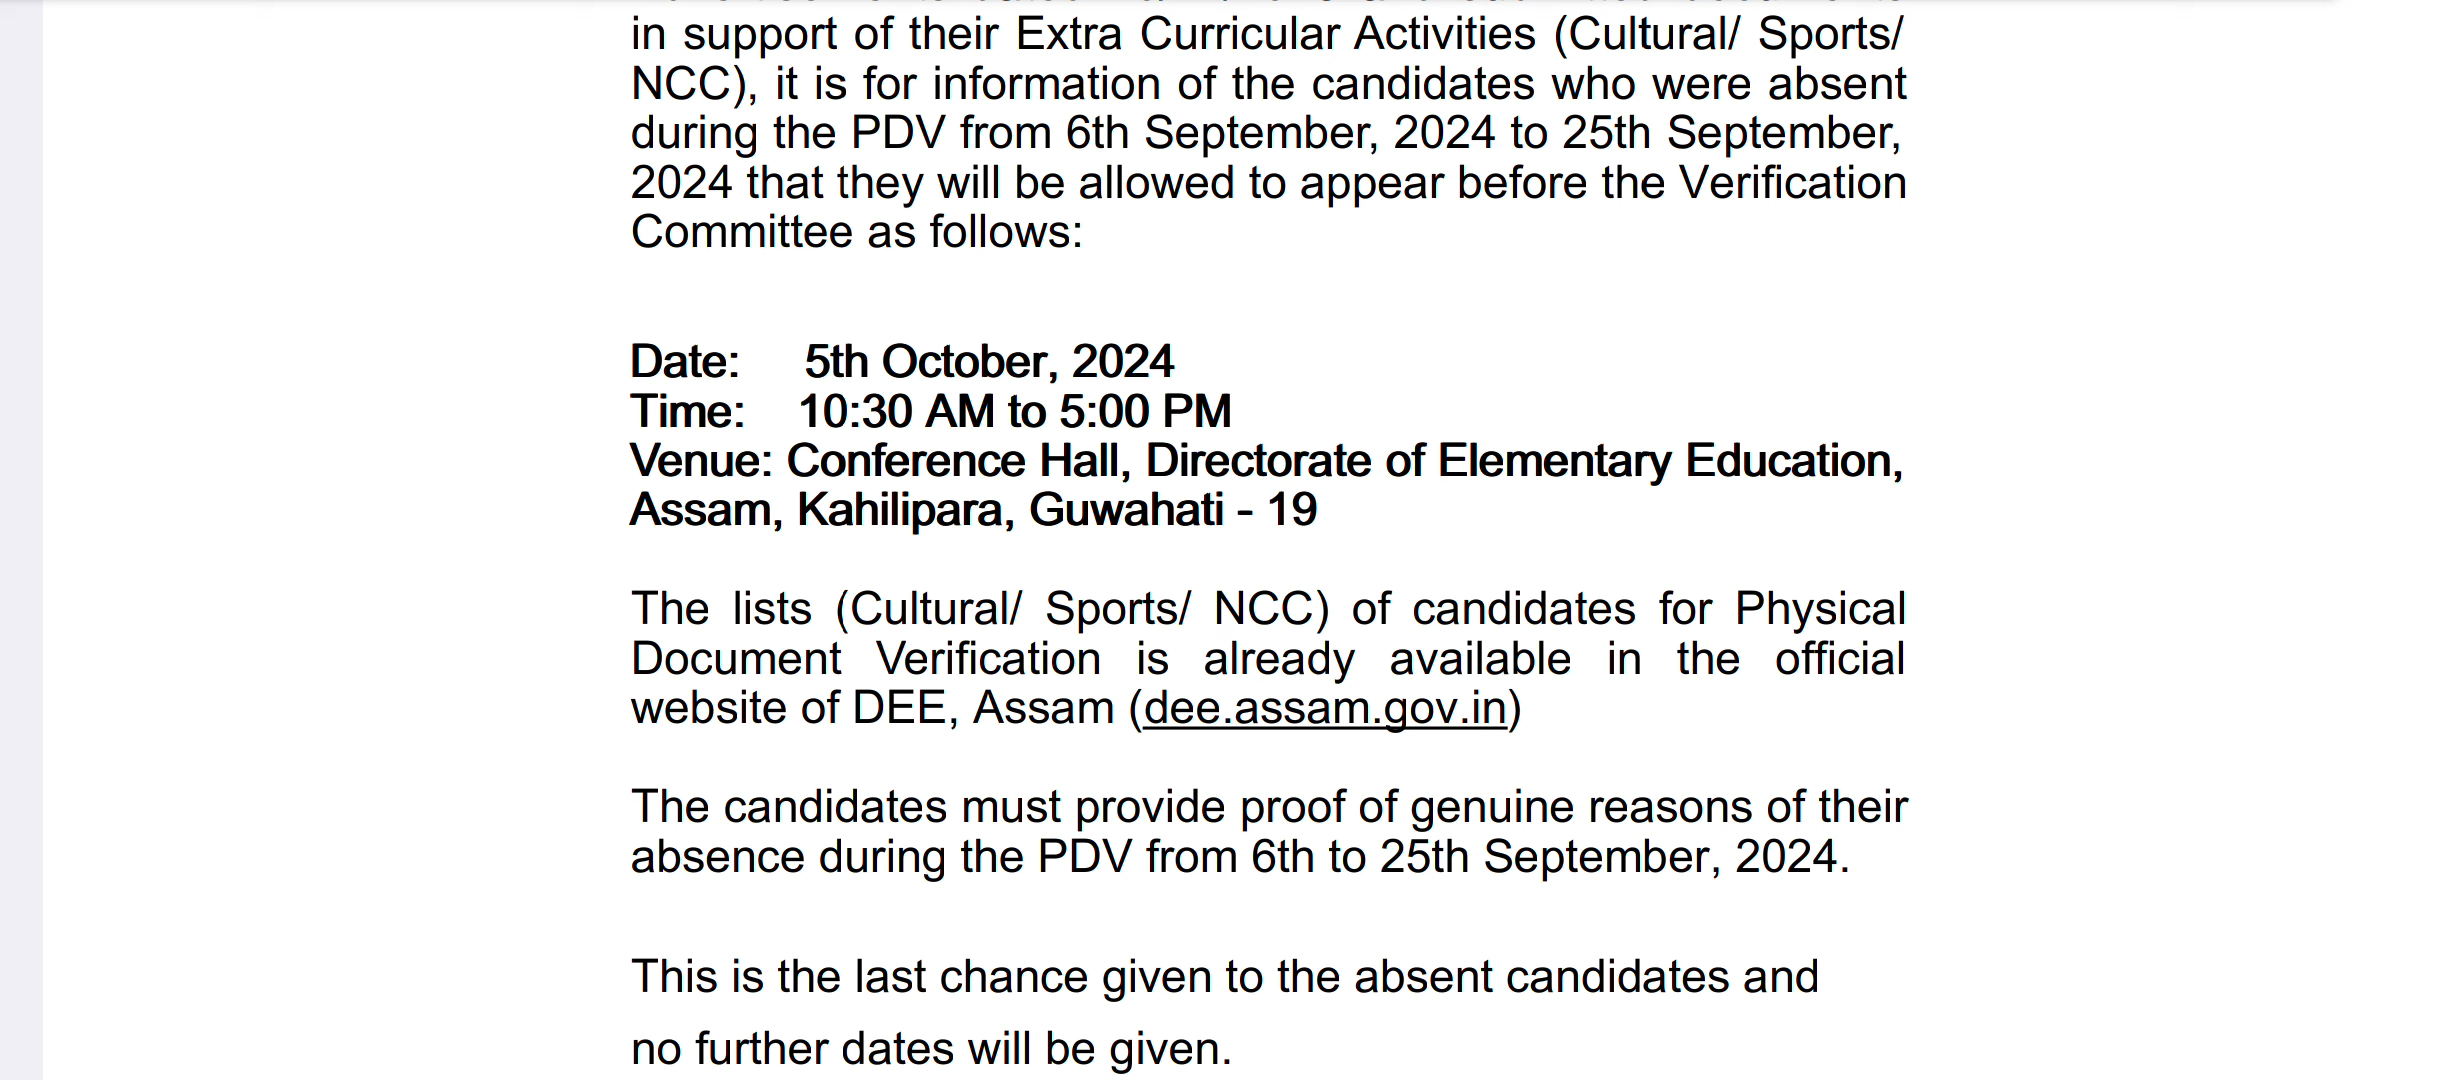 in support of their Extra Curricular Activities (Cultural/ Sports/
NCC), it is for information of the candidates who were absent
during the PDV from 6th September, 2024 to 25th September,
2024 that they will be allowed to appear before the Verification
Committee as follows:
Date: 5th October, 2024
Time: 10:30 AM to 5:00 PM
Venue: Conference Hall, Directorate of Elementary Education,
Assam, Kahilipara, Guwahati - 19
The lists (Cultural/ Sports/ NCC) of candidates for Physical
Document Verification is already available in the official
website of DEE, Assam (dee.assam.gov.in)
The candidates must provide proof of genuine reasons of their
absence during the PDV from 6th to 25th September, 2024.
This is the last chance given to the absent candidates and
no further dates will be given.